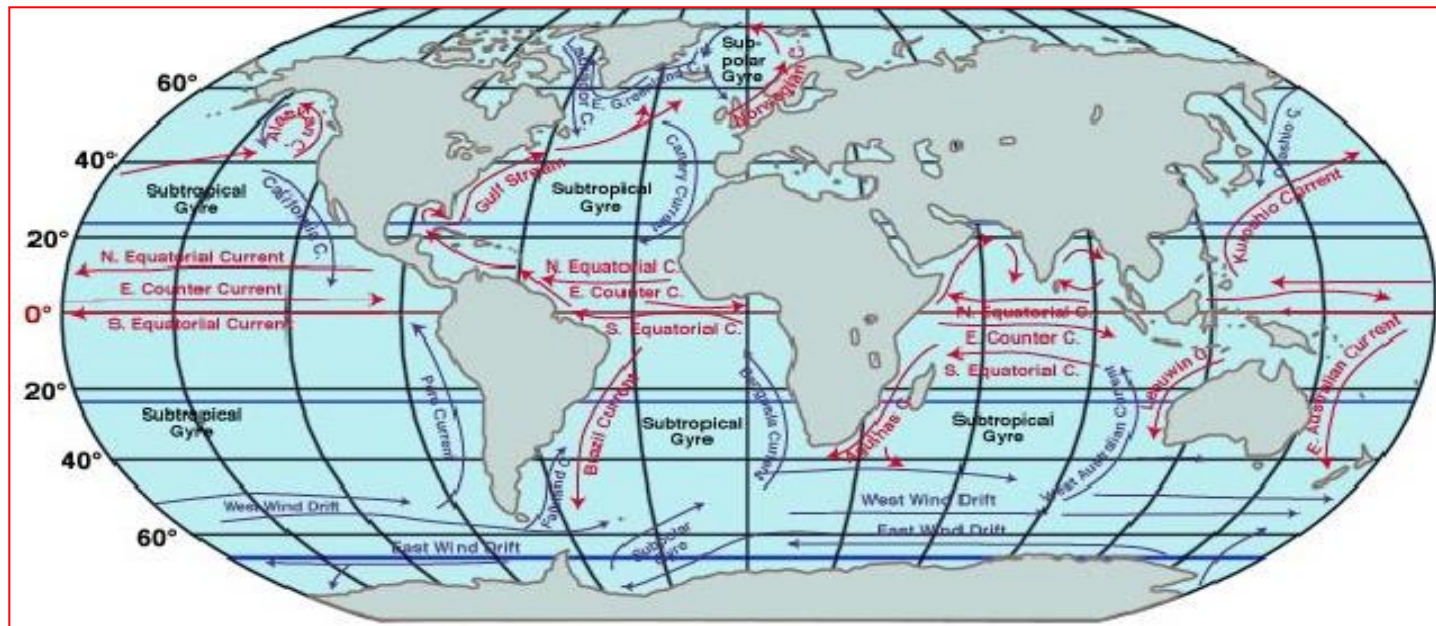 60°
40°
20°
0°
20°
40°
60°
Labrador C.
E. Greenland C.
Sub-
polar
Gyre
Norwegian C.
Alaskan C.
Oyashio C.
Subtropical
Gyre
California C.
Gulf Stream
Subtroplical
Gyre
Canary Current
Kuroshio Current
N. Equatorial Current
E. Counter Current
S. Equatoriial Current
N. Equatorial C.
E. Counter C.
S. Equatorial C.
N. Equatorial C.
E. Counter C.
S. Equatorial C.
Subtropical
Gyre
Peru Current
Brazil Current
Subtropical
Gyre
Benguela Current
Agulhas C.
Subtropical
Gyre
West Australian Current
Leeuwin C.
E. Australian Current
West Wind Drift
Falkland C.
West Wind Drift
East Wind Drift
Subpolar
Gyre
East Wind Drift